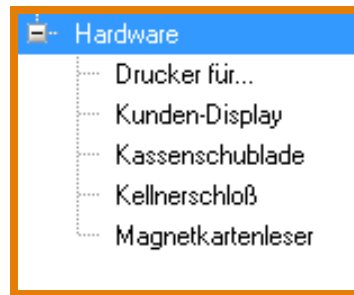 Hardware
Drucker für...
Kunden-Display
Kassenschublade
Kellnerschloß
Magnetkartenleser